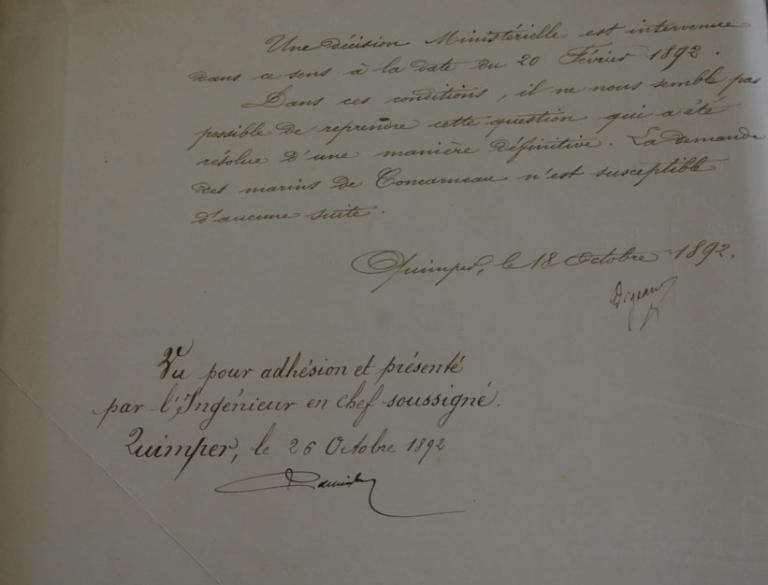 Une décision Ministérielle est intervenue
dans ce sens à la date du 20 Février 1892.
Dans ces conditions, il ne nous semble pas
possible de reprendre cette question qui a été
résolue d'une manière définitive. La demande
des marins de Concarneau n'est susceptible
d'aucune suite.
Quimper, le 18 Octobre 1892.
Vu pour adhésion et présenté
par l'Ingénieur en chef soussigné.
Quimper, le 26 Octobre 1892